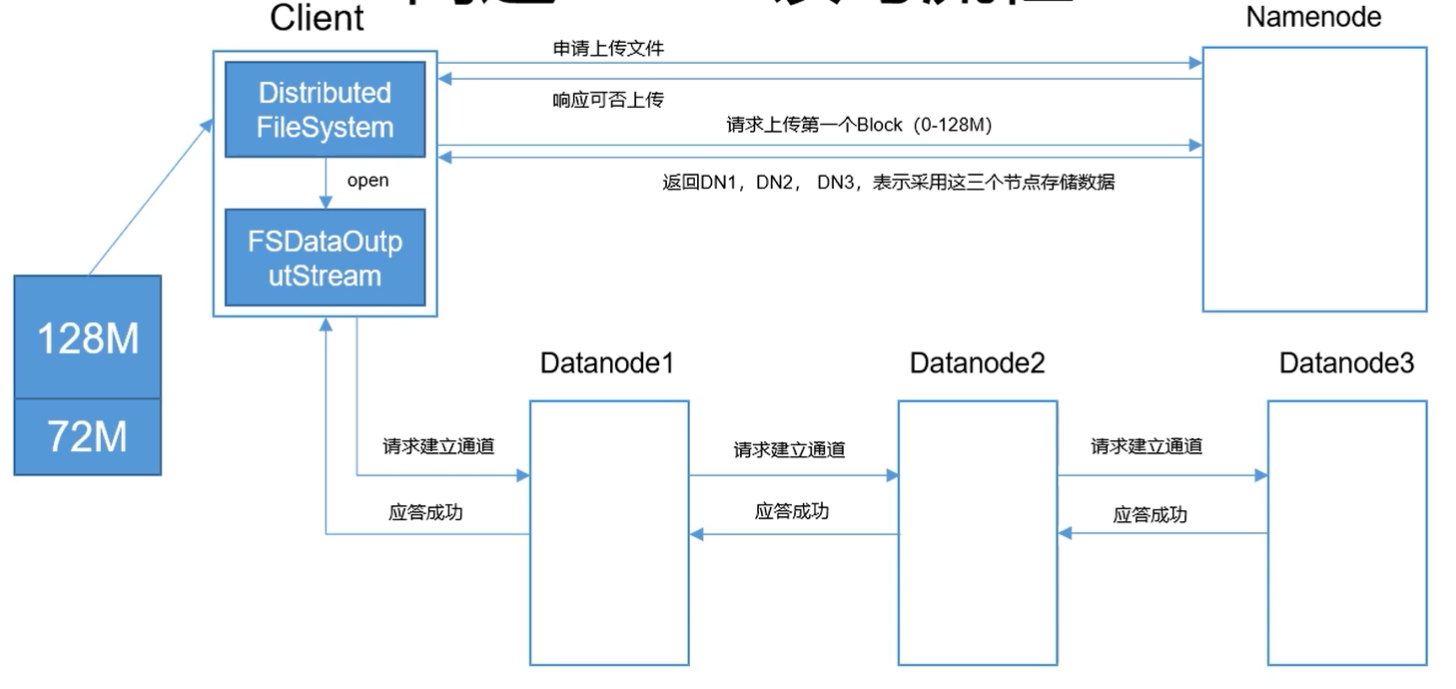 Client
Namenode
申请上传文件
Distributed
FileSystem
响应可否上传
请求上传第一个Block（0-128M）
open
返回DN1，DN2， DN3，表示采用这三个节点存储数据
FSDataOutp
utStream
128M
72M
Datanode1
Datanode2
Datanode3
请求建立通道
请求建立通道
请求建立通道
应答成功
应答成功
应答成功